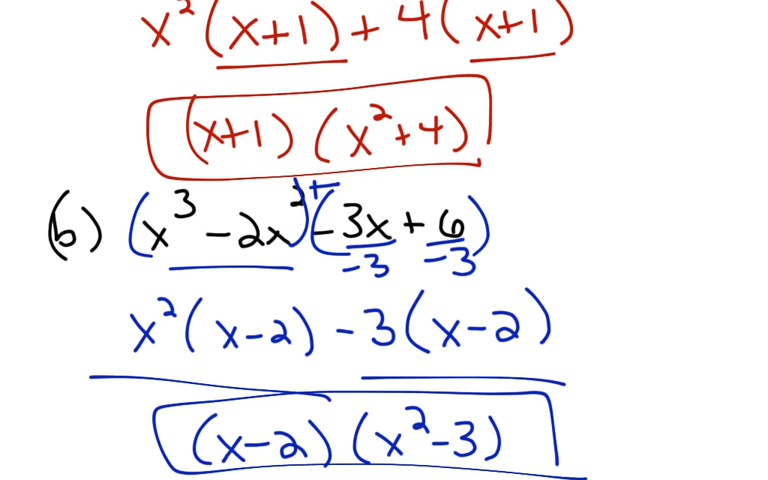 x²(x+1) + 4(x+1)
(x+1)(x²+4)
(b) (x³ - 2x²)+(-3x + 6)
-3 -3
x²(x-2) - 3(x-2)
(x-2)(x²-3)